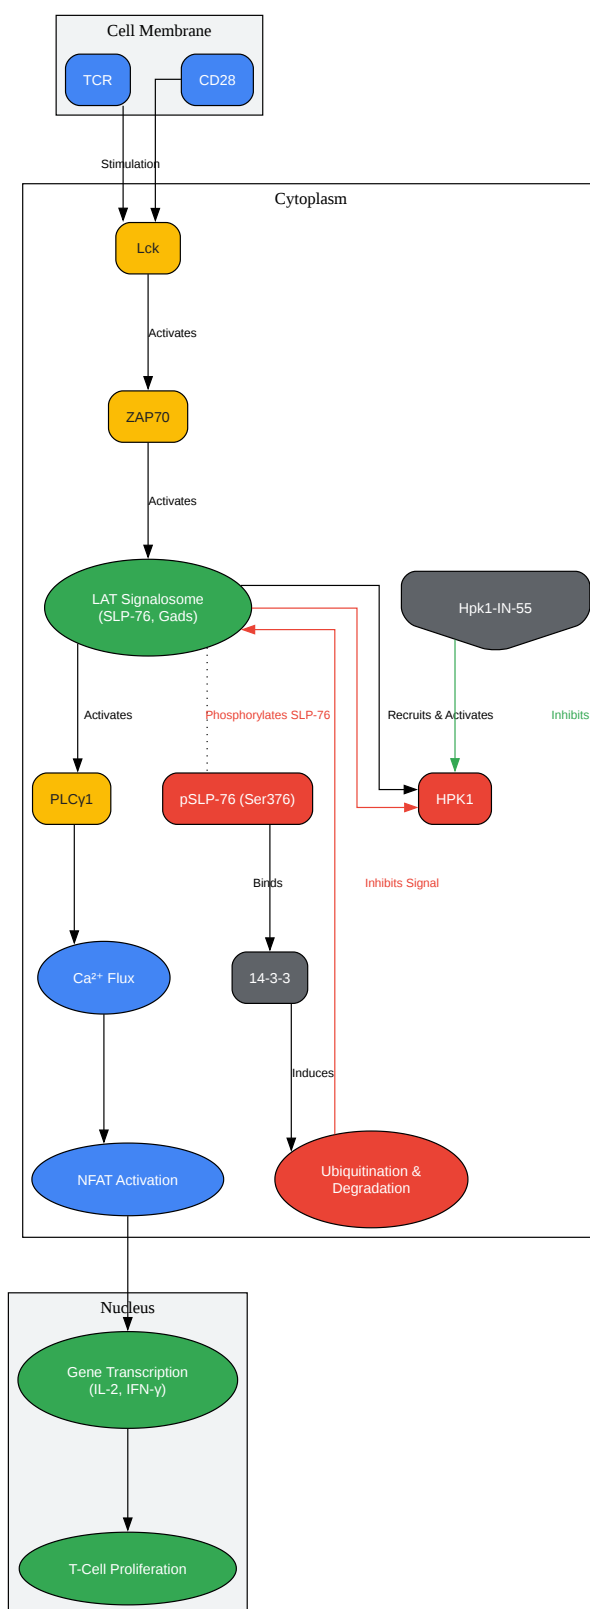 Cell Membrane
TCR
CD28
Stimulation
Cytoplasm
Lck
Activates
ZAP70
Activates
LAT Signalosome
(SLP-76, Gads)
Hpk1-IN-55
Activates
Phosphorylates SLP-76
Recruits & Activates
Inhibits
PLCγ1
pSLP-76 (Ser376)
HPK1
Binds
Inhibits Signal
Ca²⁺ Flux
14-3-3
Induces
NFAT Activation
Ubiquitination &
Degradation
Nucleus
Gene Transcription
(IL-2, IFN-γ)
T-Cell Proliferation